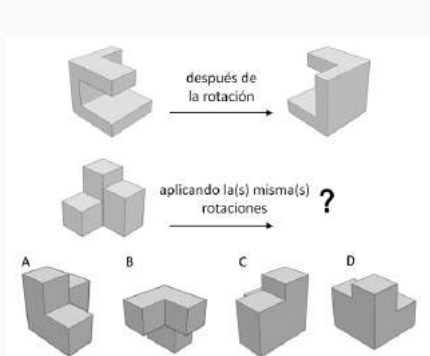 después de
la rotación
aplicando la(s) misma(s)
rotaciones
?
A B C D